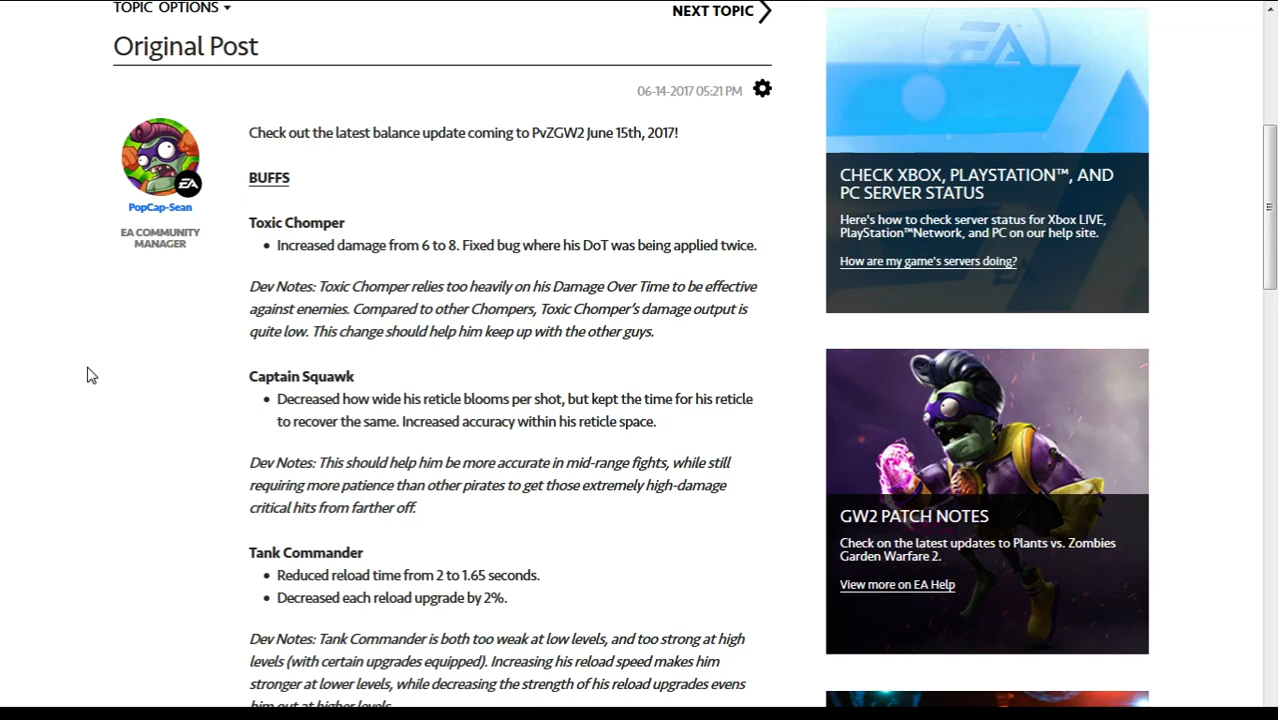 TOPIC OPTIONS
NEXT TOPIC
Original Post
06-14-2017 05:21 PM
EA
PopCap-Sean
EA COMMUNITY
MANAGER
Check out the latest balance update coming to PvZGW2 June 15th, 2017!
BUFFS
Toxic Chomper
• Increased damage from 6 to 8. Fixed bug where his DoT was being applied twice.
Dev Notes: Toxic Chomper relies too heavily on his Damage Over Time to be effective
against enemies. Compared to other Chompers, Toxic Chomper's damage output is
quite low. This change should help him keep up with the other guys.
Captain Squawk
• Decreased how wide his reticle blooms per shot, but kept the time for his reticle
to recover the same. Increased accuracy within his reticle space.
Dev Notes: This should help him be more accurate in mid-range fights, while still
requiring more patience than other pirates to get those extremely high-damage
critical hits from farther off.
Tank Commander
• Reduced reload time from 2 to 1.65 seconds.
• Decreased each reload upgrade by 2%.
Dev Notes: Tank Commander is both too weak at low levels, and too strong at high
levels (with certain upgrades equipped). Increasing his reload speed makes him
stronger at lower levels, while decreasing the strength of his reload upgrades evens
him out at higher levels.
EA
CHECK XBOX, PLAYSTATION™, AND
PC SERVER STATUS
Here's how to check server status for Xbox LIVE,
PlayStation™Network, and PC on our help site.
How are my game's servers doing?
GW2 PATCH NOTES
Check on the latest updates to Plants vs. Zombies
Garden Warfare 2.
View more on EA Help